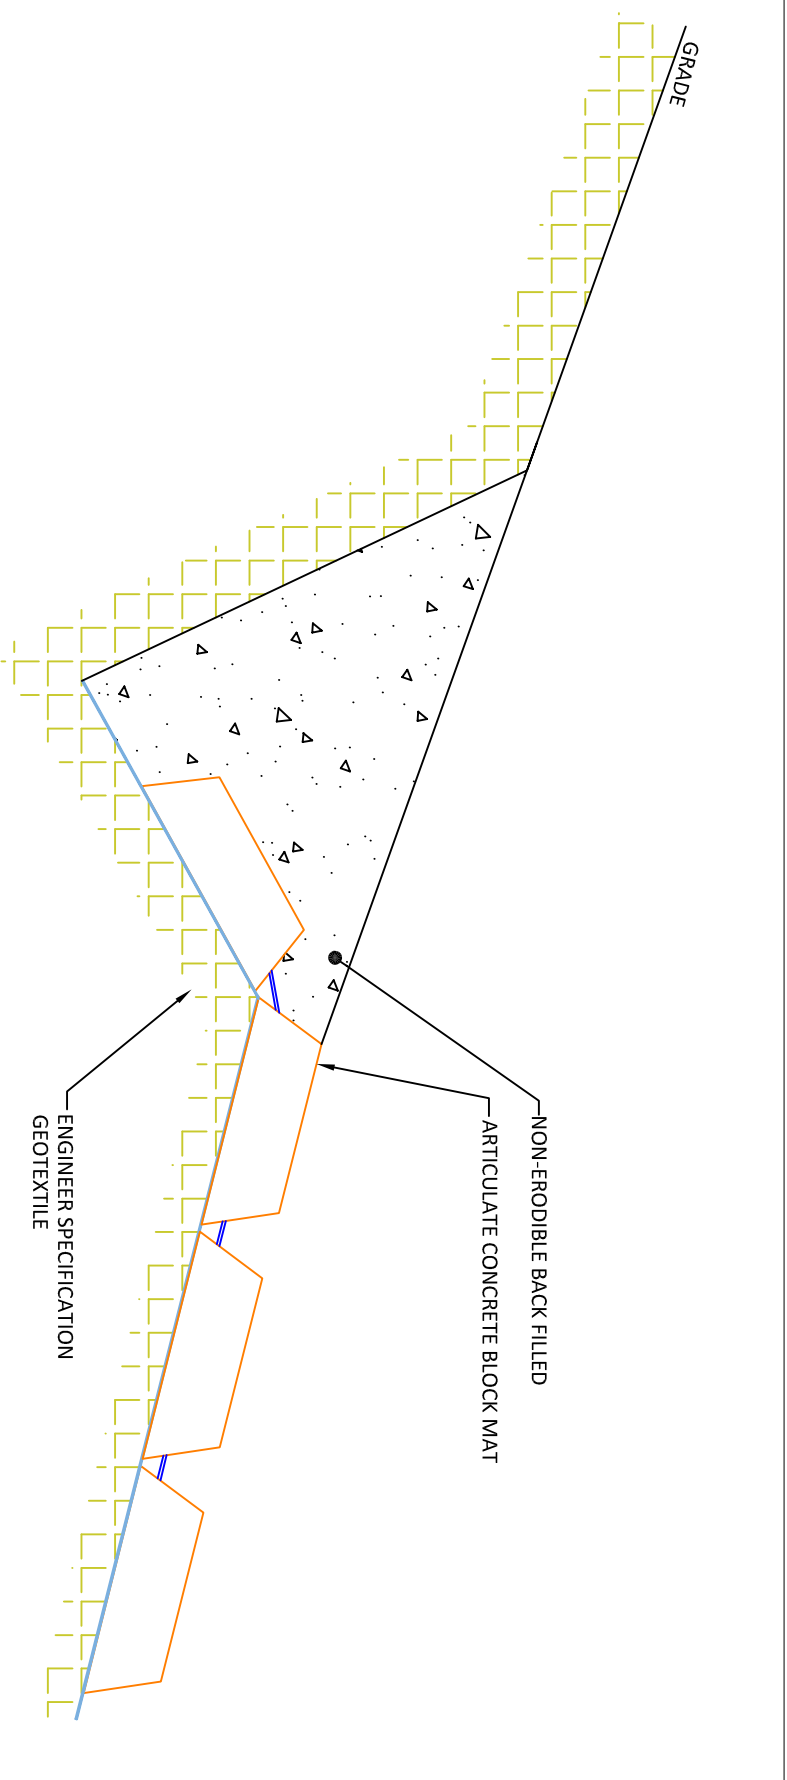 GRADE
NON-ERODIBLE BACK FILLED
ARTICULATE CONCRETE BLOCK MAT
ENGINEER SPECIFICATION
GEOTEXTILE